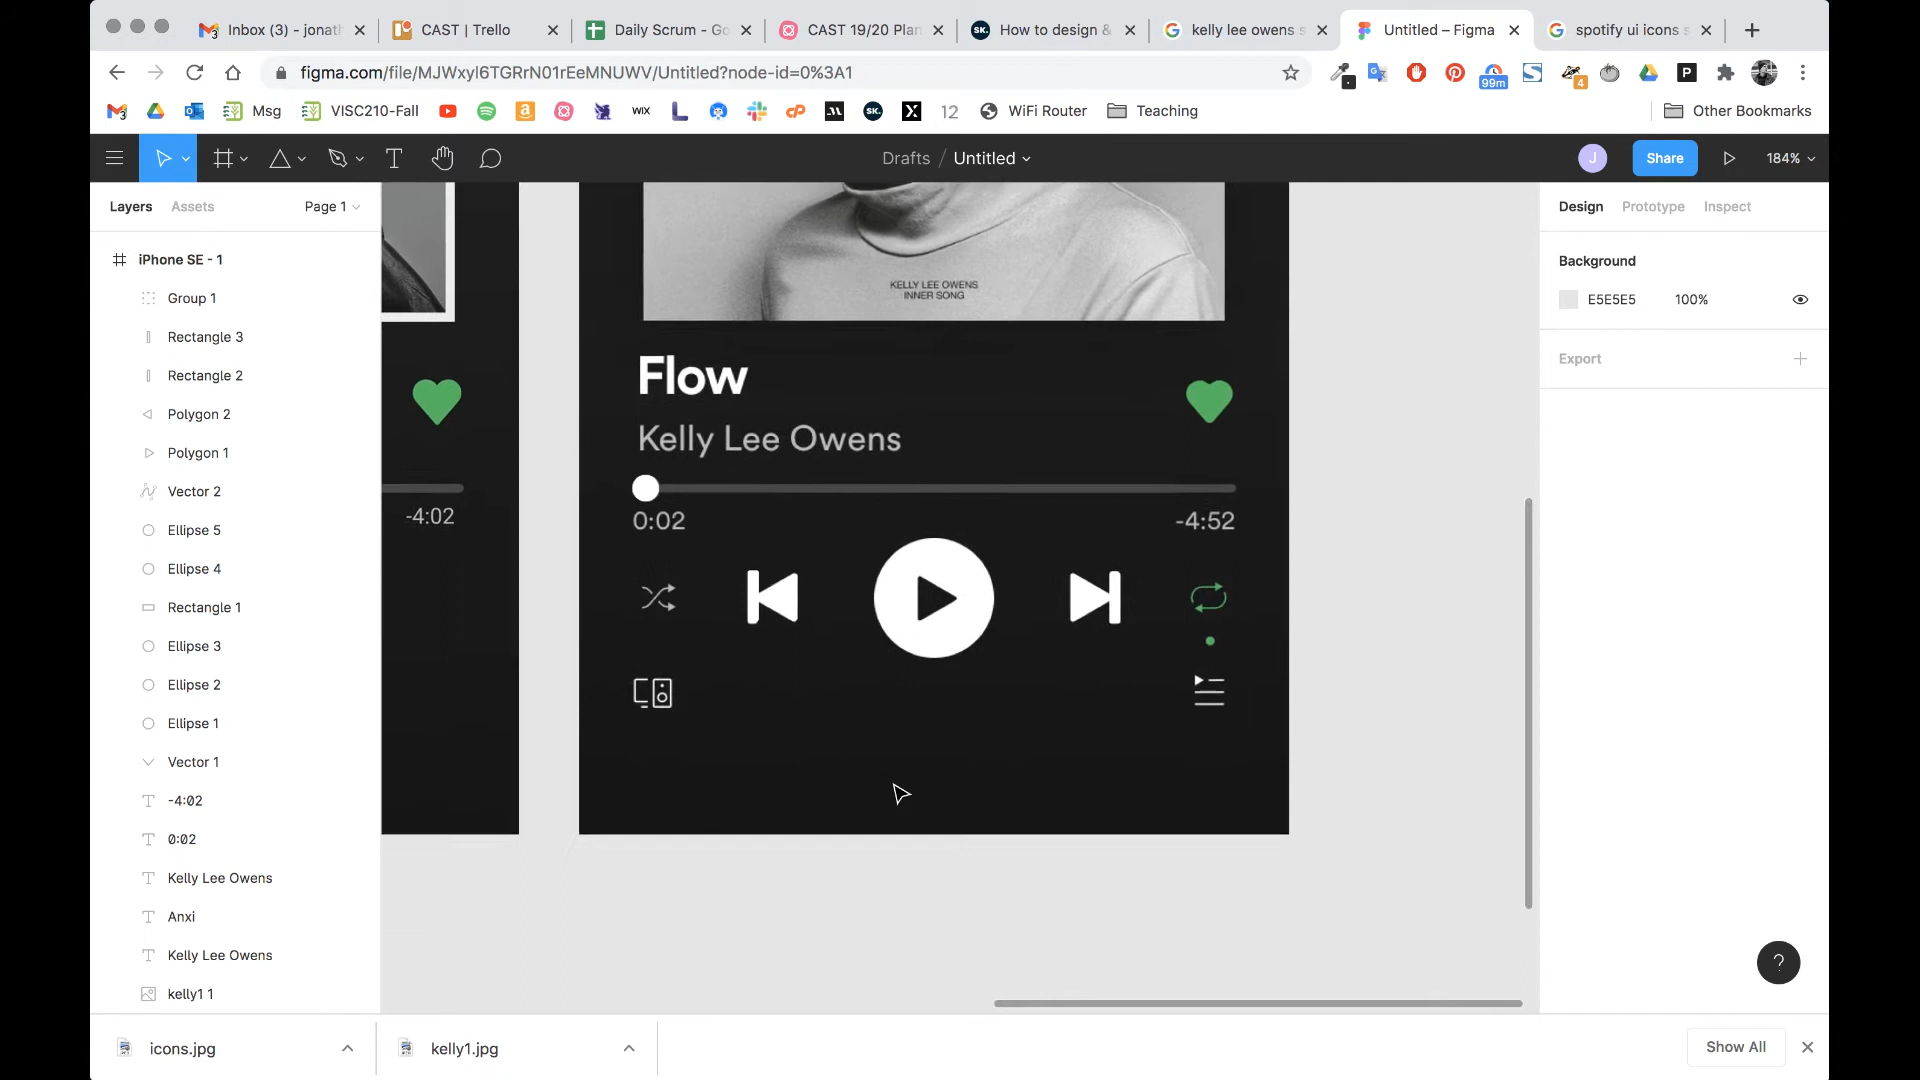 Inbox (3) - jonath
CAST | Trello
Daily Scrum - Go
CAST 19/20 Plan
How to design &
kelly lee owens s
Untitled – Figma
spotify ui icons s
figma.com/file/MJWxyl6TGRrN01rEeMNUWV/Untitled?node-id=0%3A1
99m
4
Msg
VISC210-Fall
WIX
SK.
12
WiFi Router
Teaching
Other Bookmarks
Drafts / Untitled
J
Share
184%
Layers
Assets
Page 1
Design
Prototype
Inspect
iPhone SE - 1
Group 1
Rectangle 3
Rectangle 2
Polygon 2
Polygon 1
Vector 2
Ellipse 5
Ellipse 4
Rectangle 1
Ellipse 3
Ellipse 2
Ellipse 1
Vector 1
-4:02
0:02
Kelly Lee Owens
Anxi
Kelly Lee Owens
kelly1 1
-4:02
KELLY LEE OWENS
INNER SONG
Flow
Kelly Lee Owens
0:02
-4:52
Background
E5E5E5
100%
Export
?
icons.jpg
kelly1.jpg
Show All